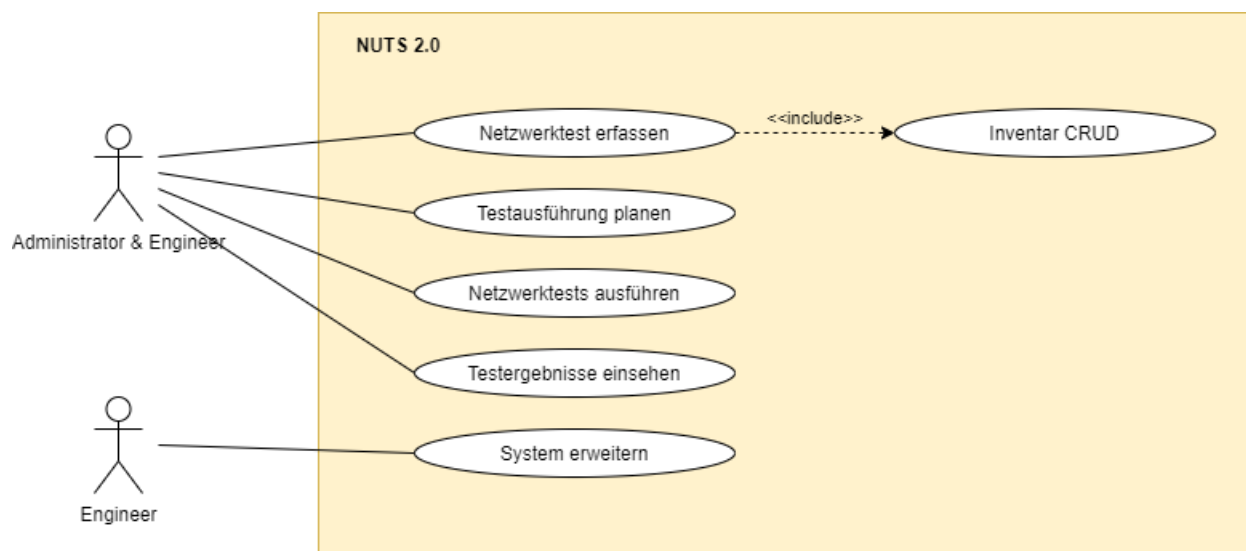 NUTS 2.0
Netzwerktest erfassen
<<include>>
Inventar CRUD
Testausführung planen
Administrator & Engineer
Netzwerktests ausführen
Testergebnisse einsehen
System erweitern
Engineer